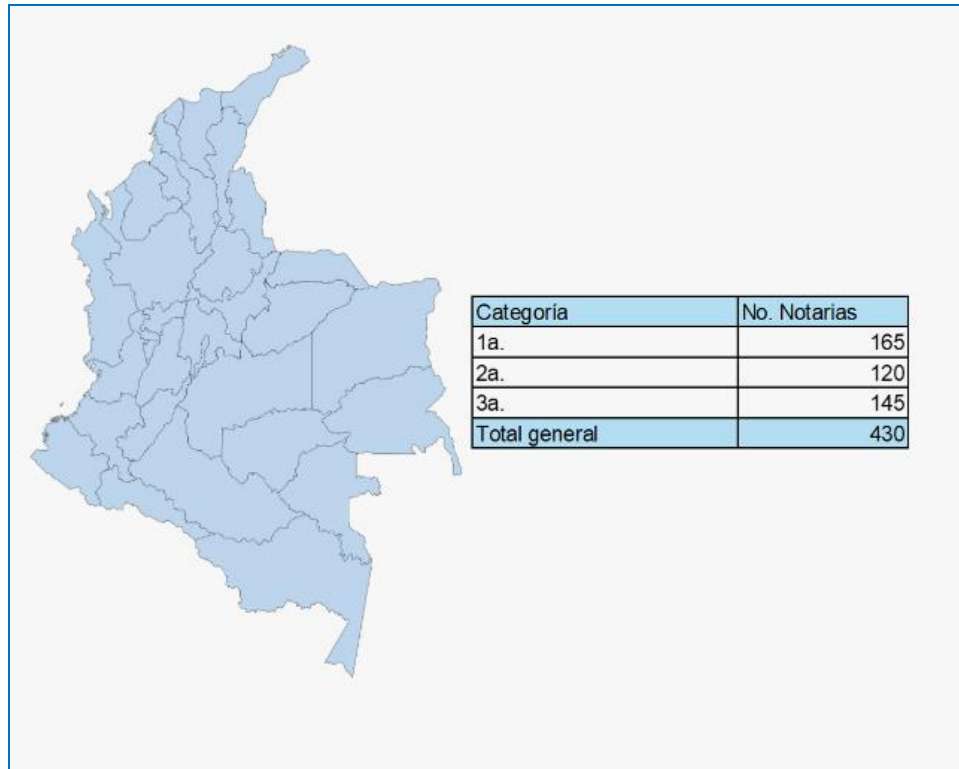 Categoría No. Notarias
1a. 165
2a. 120
3a. 145
Total general 430